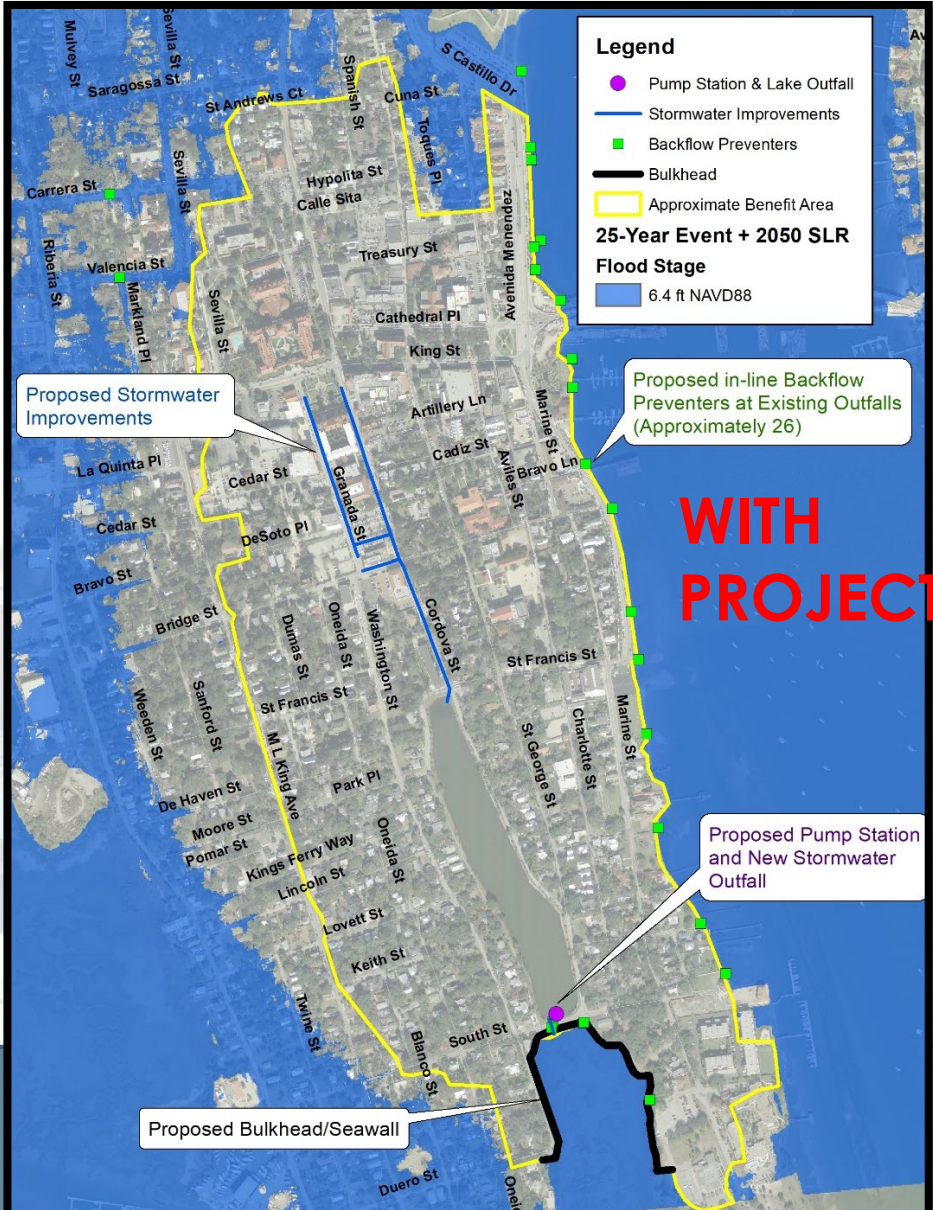 Legend
Pump Station & Lake Outfall
Stormwater Improvements
Backflow Preventers
Bulkhead
Approximate Benefit Area
25-Year Event + 2050 SLR
Flood Stage
6.4 ft NAVD88
Av
Mulvey St
Sevilla St
Saragossa St
St Andrews Ct
Spanish St
S Castillo Dr
Cuna St
Toques Pl
Sevilla St
Carrera St
Hypolita St
Calle Sita
Avenida Menendez
Riberia St
Valencia St
Treasury St
Markland Pl
Sevilla St
Cathedral Pl
King St
Proposed Stormwater
Improvements
Proposed in-line Backflow
Preventers at Existing Outfalls
(Approximately 26)
Artillery Ln
Marine St
Cadiz St
Bravo Ln
Aviles St
La Quinta Pl
Cedar St
Granada St
Cedar St
DeSoto Pl
WITH
PROJECT
Bravo St
Bridge St
Dumas St
Oneida St
Washington St
Cordova St
St Francis St
Weeden St
Sanford St
St Francis St
M L King Ave
St George St
Charlotte St
Marine St
De Haven St
Park Pl
Moore St
Pomar St
Kings Ferry Way
Oneida St
Lincoln St
Proposed Pump Station
and New Stormwater
Outfall
Lovett St
Keith St
Twine St
South St
Blanco St
Proposed Bulkhead/Seawall
Duero St
Onei